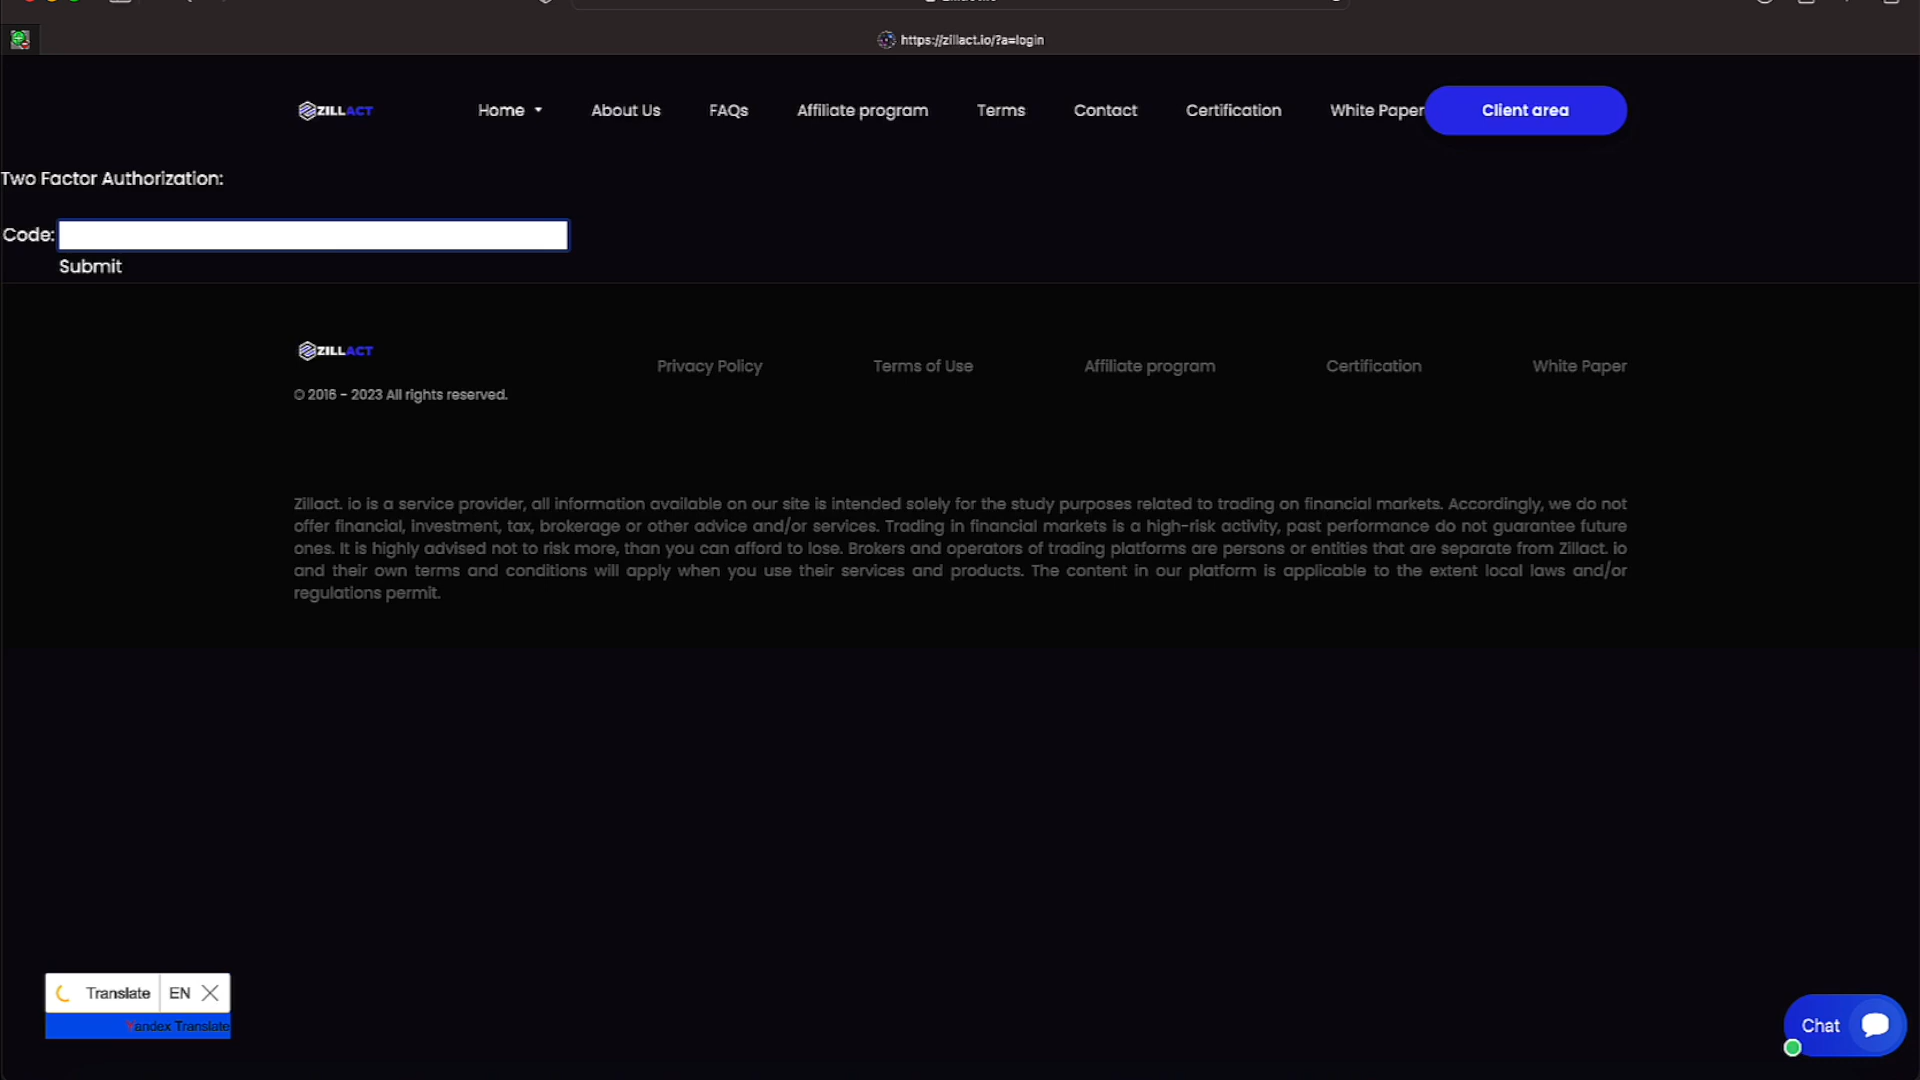 https://zillact.io/?a=login
ZILLACT
Home
About Us
FAQs
Affiliate program
Terms
Contact
Certification
White Paper
Client area
Two Factor Authorization:
Code:
Submit
ZILLACT
Privacy Policy
Terms of Use
Affiliate program
Certification
White Paper
© 2016 - 2023 All rights reserved.
Zillact. io is a service provider, all information available on our site is intended solely for the study purposes related to trading on financial markets. Accordingly, we do not
offer financial, investment, tax, brokerage or other advice and/or services. Trading in financial markets is a high-risk activity, past performance do not guarantee future
ones. It is highly advised not to risk more, than you can afford to lose. Brokers and operators of trading platforms are persons or entities that are separate from Zillact. io
and their own terms and conditions will apply when you use their services and products. The content in our platform is applicable to the extent local laws and/or
regulations permit.
Translate
EN
Yandex Translate
Chat